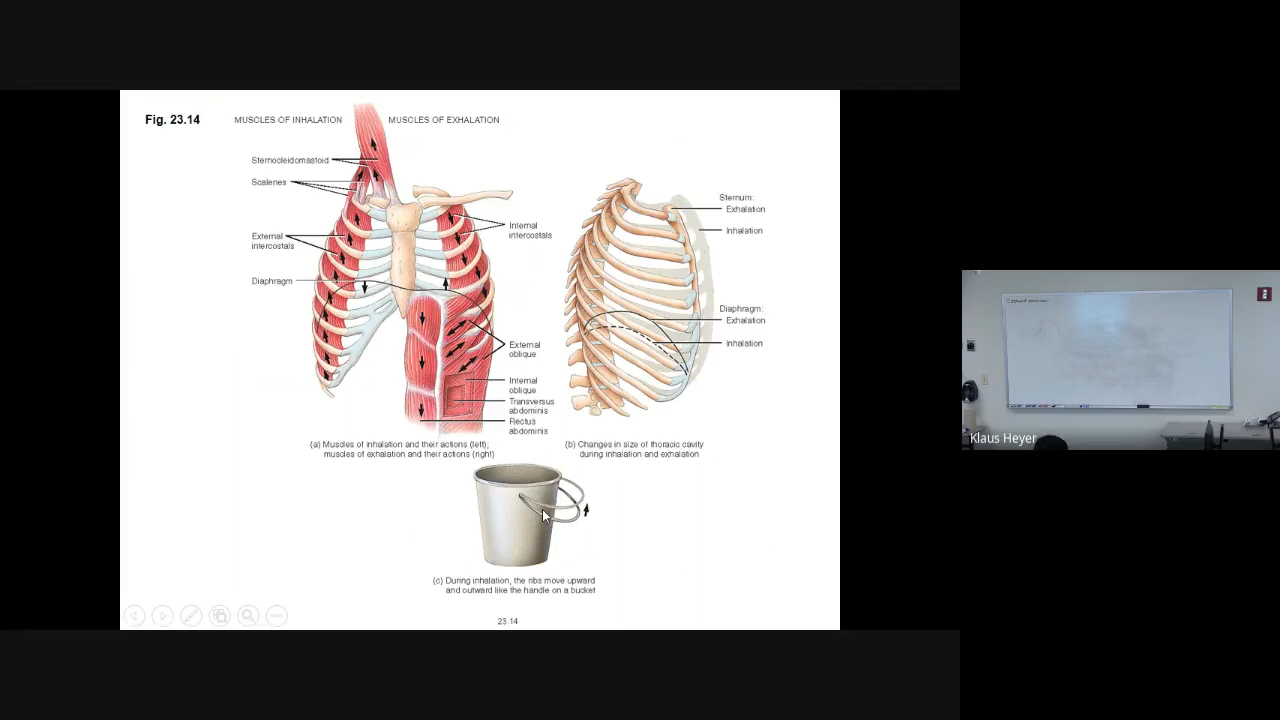 Fig. 23.14
MUSCLES OF INHALATION
MUSCLES OF EXHALATION
Sternocleidomastoid
Scalenes
External
intercostals
Diaphragm
Internal
intercostals
External
oblique
Internal
oblique
Transversus
abdominis
Rectus
abdominis
(a) Muscles of inhalation and their actions (left);
muscles of exhalation and their actions (right)
Sternum:
Exhalation
Inhalation
Diaphragm:
Exhalation
Inhalation
(b) Changes in size of thoracic cavity
during inhalation and exhalation
(c) During inhalation, the ribs move upward
and outward like the handle on a bucket
23.14
Klaus Heyer